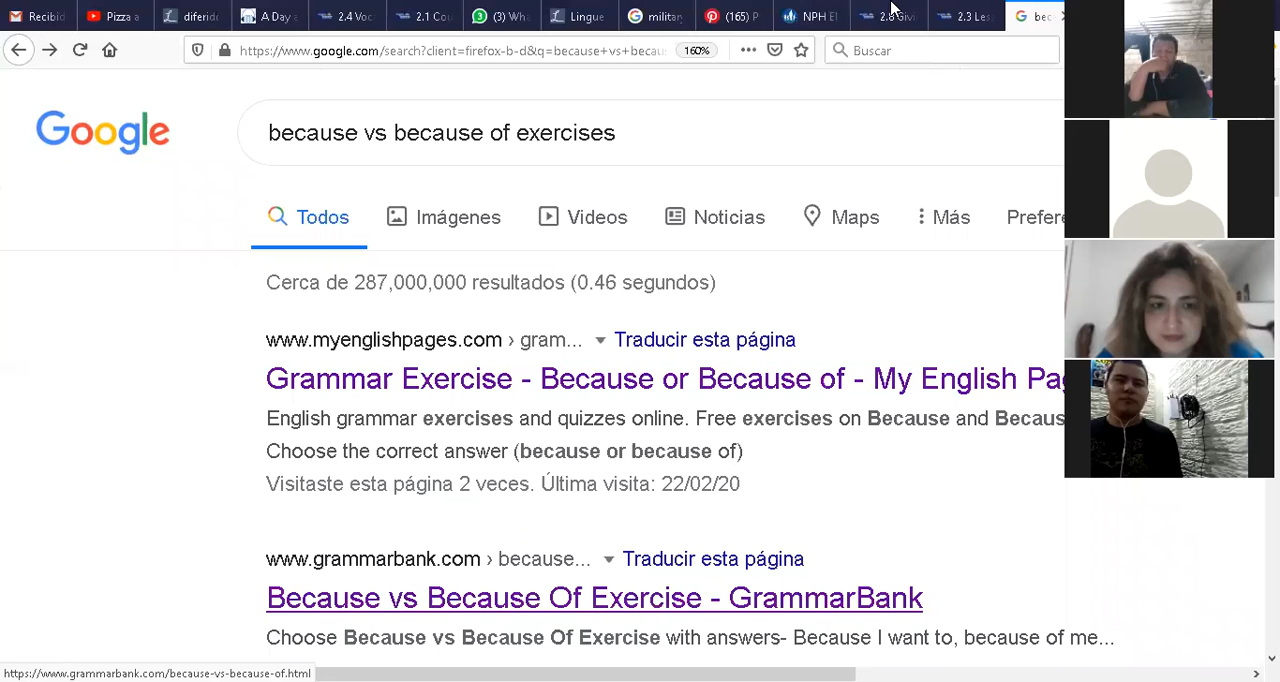 Recibid Pizza a diferide A Day a 2.4 Voc 2.1 Cou (3) Wha Lingue military (165) P NPH El 2.8 Givi 2.3 Les bec
https://www.google.com/search?client=firefox-b-d&q=because+vs+becau 160% Buscar
Google because vs because of exercises
Todos Imágenes Videos Noticias Maps Más Prefere
Cerca de 287,000,000 resultados (0.46 segundos)
www.myenglishpages.com › gram... Traducir esta página
Grammar Exercise - Because or Because of - My English Pag
English grammar exercises and quizzes online. Free exercises on Because and Becaus
Choose the correct answer (because or because of)
Visitaste esta página 2 veces. Última visita: 22/02/20
www.grammarbank.com › because... Traducir esta página
Because vs Because Of Exercise - GrammarBank
Choose Because vs Because Of Exercise with answers- Because I want to, because of me...
https://www.grammarbank.com/because-vs-because-of.html